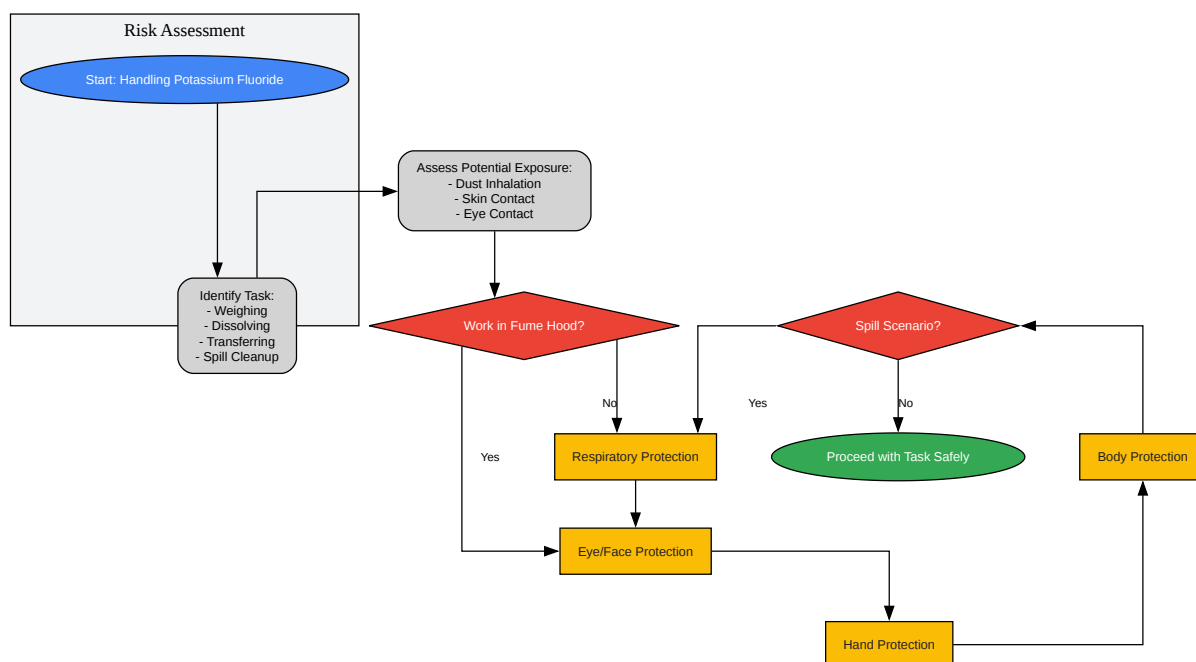 Risk Assessment
Start: Handling Potassium Fluoride
Assess Potential Exposure:
- Dust Inhalation
- Skin Contact
- Eye Contact
Identify Task:
- Weighing
- Dissolving
- Transferring
- Spill Cleanup
Work in Fume Hood?
Spill Scenario?
No
Yes
No
Yes
Respiratory Protection
Proceed with Task Safely
Body Protection
Eye/Face Protection
Hand Protection